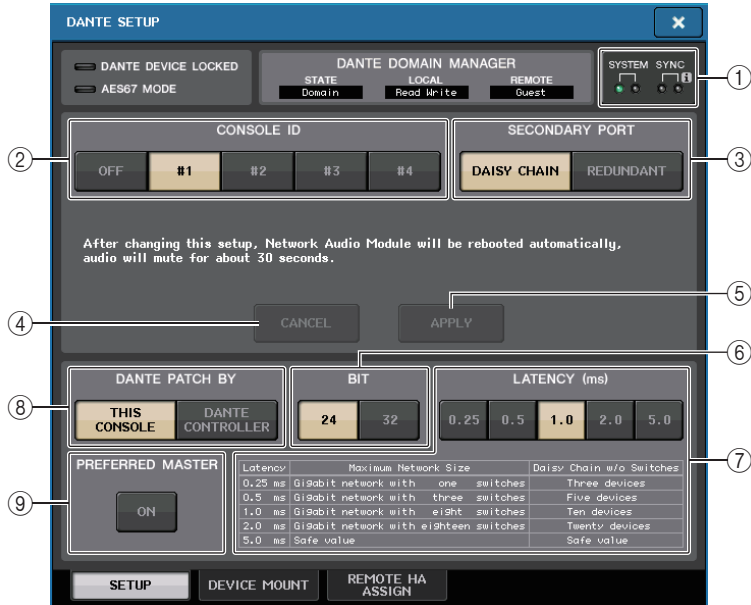 DANTE SETUP
×
DANTE DEVICE LOCKED
AES67 MODE
DANTE DOMAIN MANAGER
STATE LOCAL REMOTE
Domain Read Write Guest
SYSTEM SYNC
i
①
CONSOLE ID
OFF #1 #2 #3 #4
②
SECONDARY PORT
DAISY CHAIN REDUNDANT
③
After changing this setup, Network Audio Module will be rebooted automatically,
audio will mute for about 30 seconds.
④
CANCEL
APPLY
⑤
⑥
DANTE PATCH BY
THIS CONSOLE
DANTE CONTROLLER
⑧
BIT
24 32
LATENCY (ms)
0.25 0.5 1.0 2.0 5.0
PREFERRED MASTER
ON
⑨
Latency Maximum Network Size Daisy Chain w/o Switches
0.25 ms Gigabit network with one switches Three devices
0.5 ms Gigabit network with three switches Five devices
1.0 ms Gigabit network with eight switches Ten devices
2.0 ms Gigabit network with eighteen switches Twenty devices
5.0 ms Safe value Safe value
⑦
SETUP
DEVICE MOUNT
REMOTE HA
ASSIGN